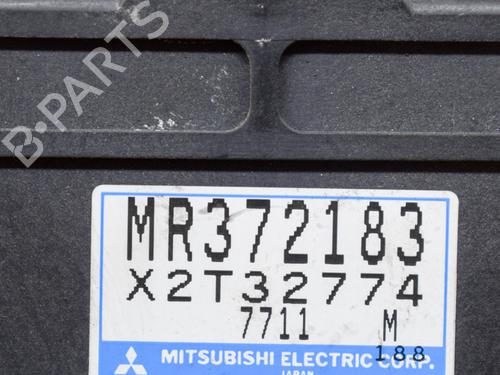 B-PARTS
MR372183
X2T32774
7711 M
188
MITSUBISHI ELECTRIC CORP.
JAPAN